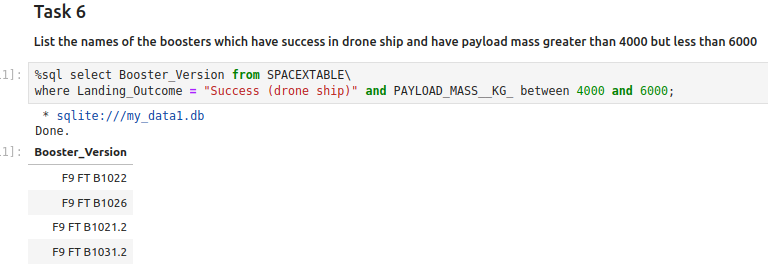 Task 6
List the names of the boosters which have success in drone ship and have payload mass greater than 4000 but less than 6000
1]: %sql select Booster_Version from SPACEXTABLE\
where Landing_Outcome = "Success (drone ship)" and PAYLOAD_MASS__KG_ between 4000 and 6000;
* sqlite:///my_data1.db
Done.
1]: Booster_Version
F9 FT B1022
F9 FT B1026
F9 FT B1021.2
F9 FT B1031.2